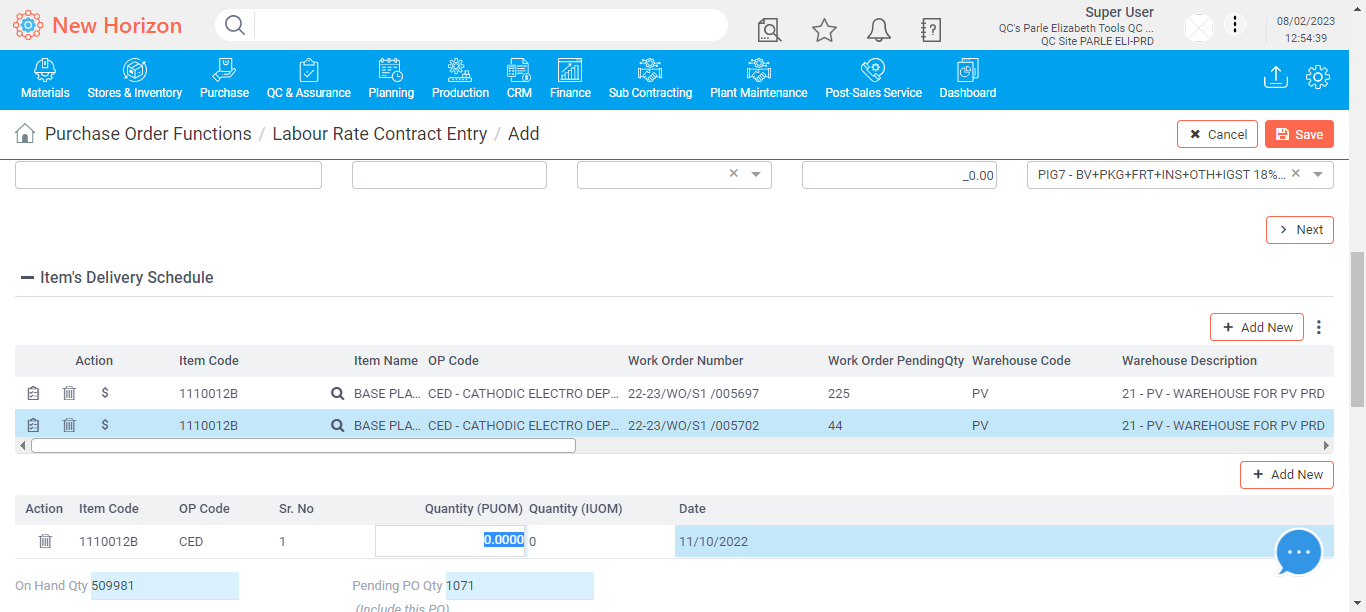 New Horizon
Super User
QC's Parle Elizabeth Tools QC ...
QC Site PARLE ELI-PRD
08/02/2023
12:54:39
Materials Stores & Inventory Purchase QC & Assurance Planning Production CRM Finance Sub Contracting Plant Maintenance Post-Sales Service Dashboard
Purchase Order Functions / Labour Rate Contract Entry / Add
Cancel Save
_0.00 PIG7 - BV+PKG+FRT+INS+OTH+IGST 18%...
Next
Item's Delivery Schedule
+ Add New
Action Item Code Item Name OP Code Work Order Number Work Order PendingQty Warehouse Code Warehouse Description
$ 1110012B BASE PLA... CED - CATHODIC ELECTRO DEP... 22-23/WO/S1 /005697 225 PV 21 - PV - WAREHOUSE FOR PV PRD
$ 1110012B BASE PLA... CED - CATHODIC ELECTRO DEP... 22-23/WO/S1 /005702 44 PV 21 - PV - WAREHOUSE FOR PV PRD
+ Add New
Action Item Code OP Code Sr. No Quantity (PUOM) Quantity (IUOM) Date
1110012B CED 1 0.0000 0 11/10/2022
On Hand Qty 509981 Pending PO Qty 1071
(Include this PO)